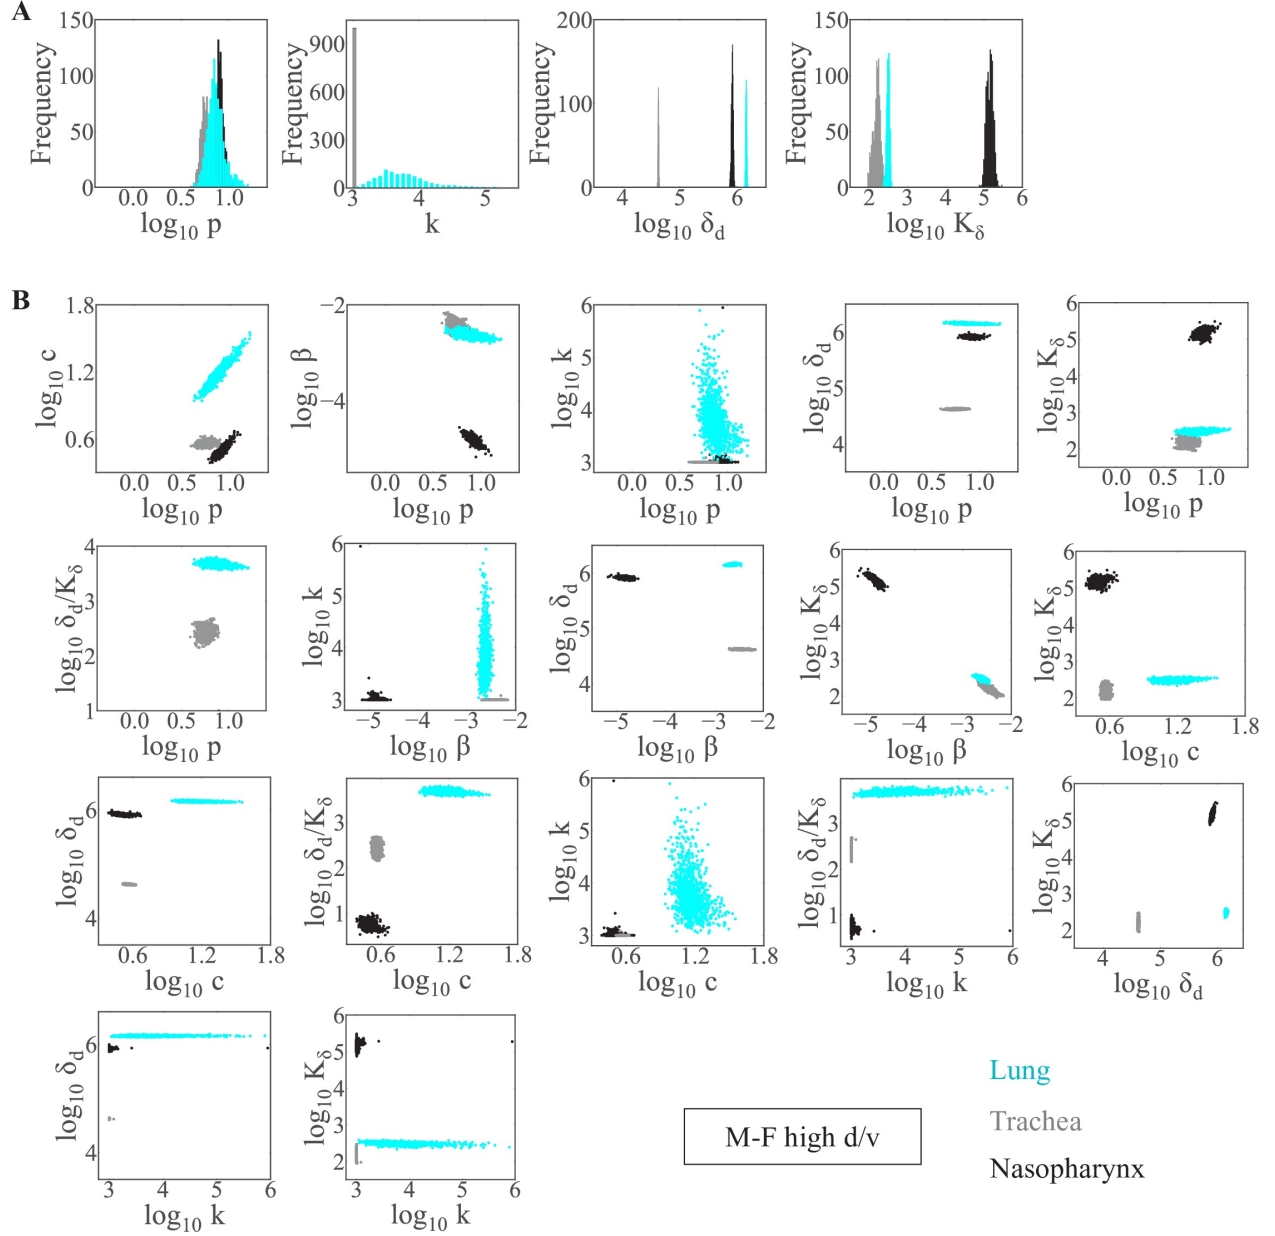 A
150
100
50
0
Frequency
0.0 0.5 1.0
log10 p
900
600
300
0
Frequency
3 4 5
k
200
100
0
Frequency
4 5 6
log10 δd
150
100
50
0
Frequency
2 3 4 5 6
log10 Kδ
B
1.8
1.2
0.6
log10 c
0.0 0.5 1.0
log10 p
−2
−4
log10 β
0.0 0.5 1.0
log10 p
6
5
4
3
log10 k
0.0 0.5 1.0
log10 p
6
5
4
log10 δd
0.0 0.5 1.0
log10 p
6
5
4
3
2
log10 Kδ
0.0 0.5 1.0
log10 p
4
3
2
1
log10 δd/Kδ
0.0 0.5 1.0
log10 p
6
5
4
3
log10 k
−5 −4 −3 −2
log10 β
6
5
4
log10 δd
−5 −3 −2
log10 β
6
5
4
3
2
log10 Kδ
−5 −4 −3 −2
log10 β
6
5
4
3
2
log10 Kδ
0.6 1.2 1.8
log10 c
6
4
log10 δd
0.6 1.2 1.8
log10 c
3
2
1
log10 δd/Kδ
0.6 1.2 1.8
log10 c
6
5
4
3
log10 k
0.6 1.2 1.8
log10 c
3
2
1
log10 δd/Kδ
3 4 5 6
log10 k
6
5
4
3
2
log10 Kδ
4 5 6
log10 δd
6
4
log10 δd
3 4 5 6
log10 k
6
5
4
3
2
log10 Kδ
3 4 5 6
log10 k
M-F high d/v
Lung
Trachea
Nasopharynx